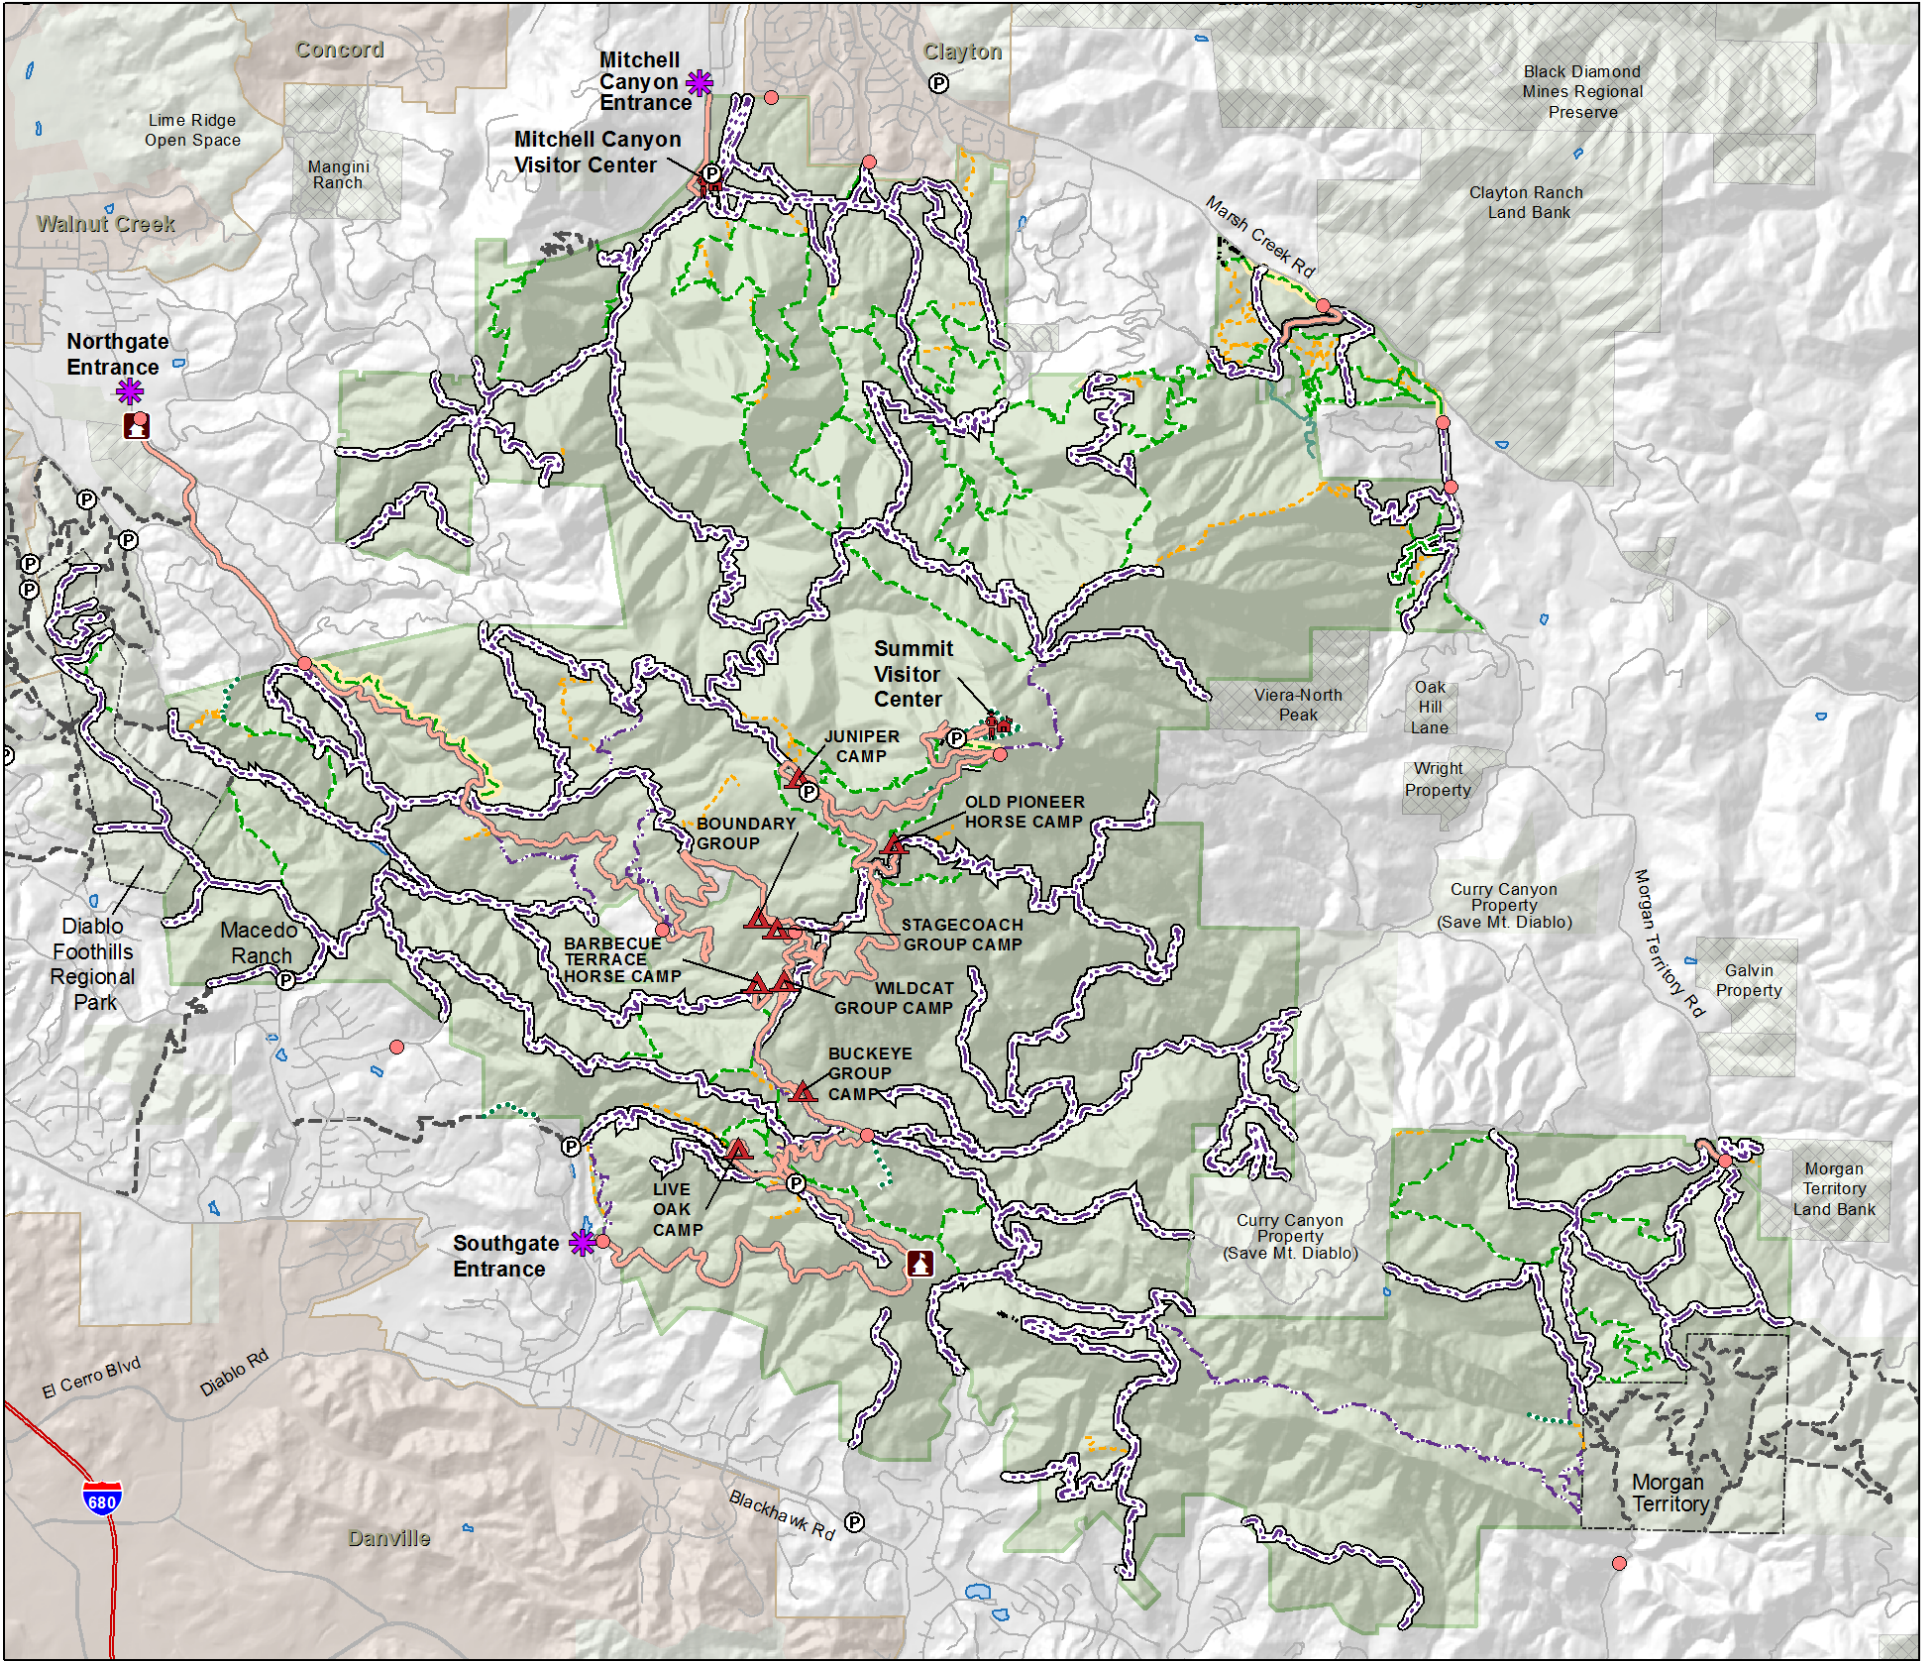 Concord
Clayton
Mitchell
Canyon
Entrance
P
Black Diamond
Mines Regional
Preserve
Lime Ridge
Open Space
Mitchell Canyon
Visitor Center
P
Mangini
Ranch
Clayton Ranch
Land Bank
Walnut Creek
Marsh Creek Rd
Northgate
Entrance
P
P
P
P
Summit
Visitor
Center
Viera-North
Peak
Oak
Hill
Lane
P
P
JUNIPER
CAMP
Wright
Property
P
OLD PIONEER
HORSE CAMP
BOUNDARY
GROUP
Curry Canyon
Property
(Save Mt. Diablo)
Morgan Territory Rd
Diablo
Foothills
Regional
Park
Macedo
Ranch
P
STAGECOACH
GROUP CAMP
BARBECUE
TERRACE
HORSE CAMP
WILDCAT
GROUP CAMP
Galvin
Property
BUCKEYE
GROUP
CAMP
P
P
LIVE
OAK
CAMP
Morgan
Territory
Land Bank
Southgate
Entrance
Curry Canyon
Property
(Save Mt. Diablo)
El Cerro Blvd
Diablo Rd
680
Danville
Blackhawk Rd
P
Morgan
Territory